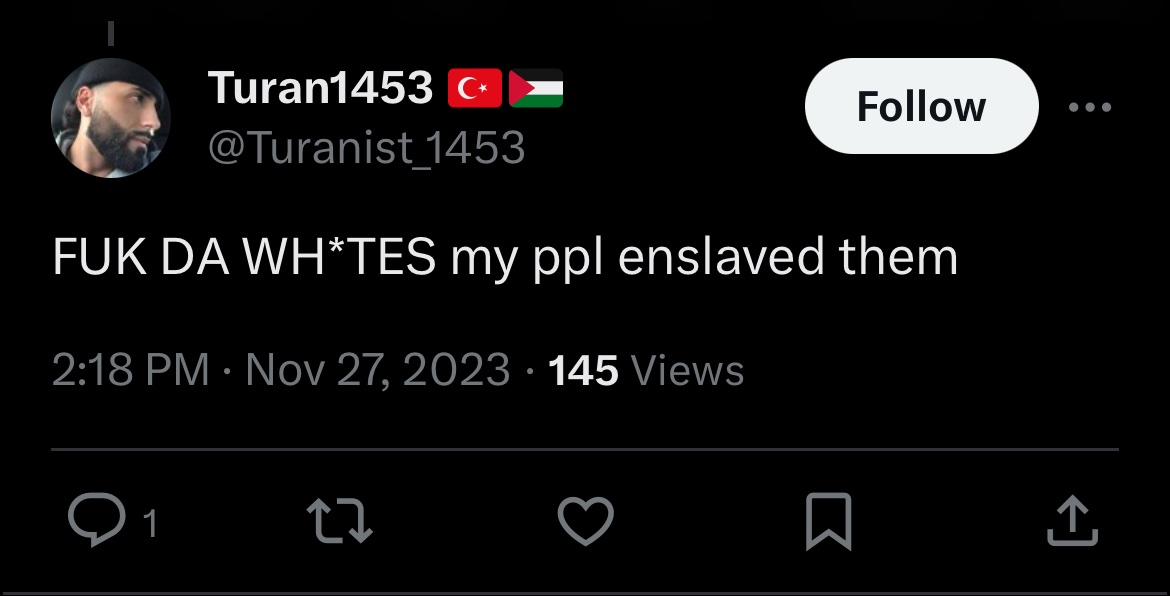 Turan1453 🇹🇷🇵🇸
Follow
@Turanist_1453
FUK DA WH*TES my ppl enslaved them
2:18 PM · Nov 27, 2023 · 145 Views
1